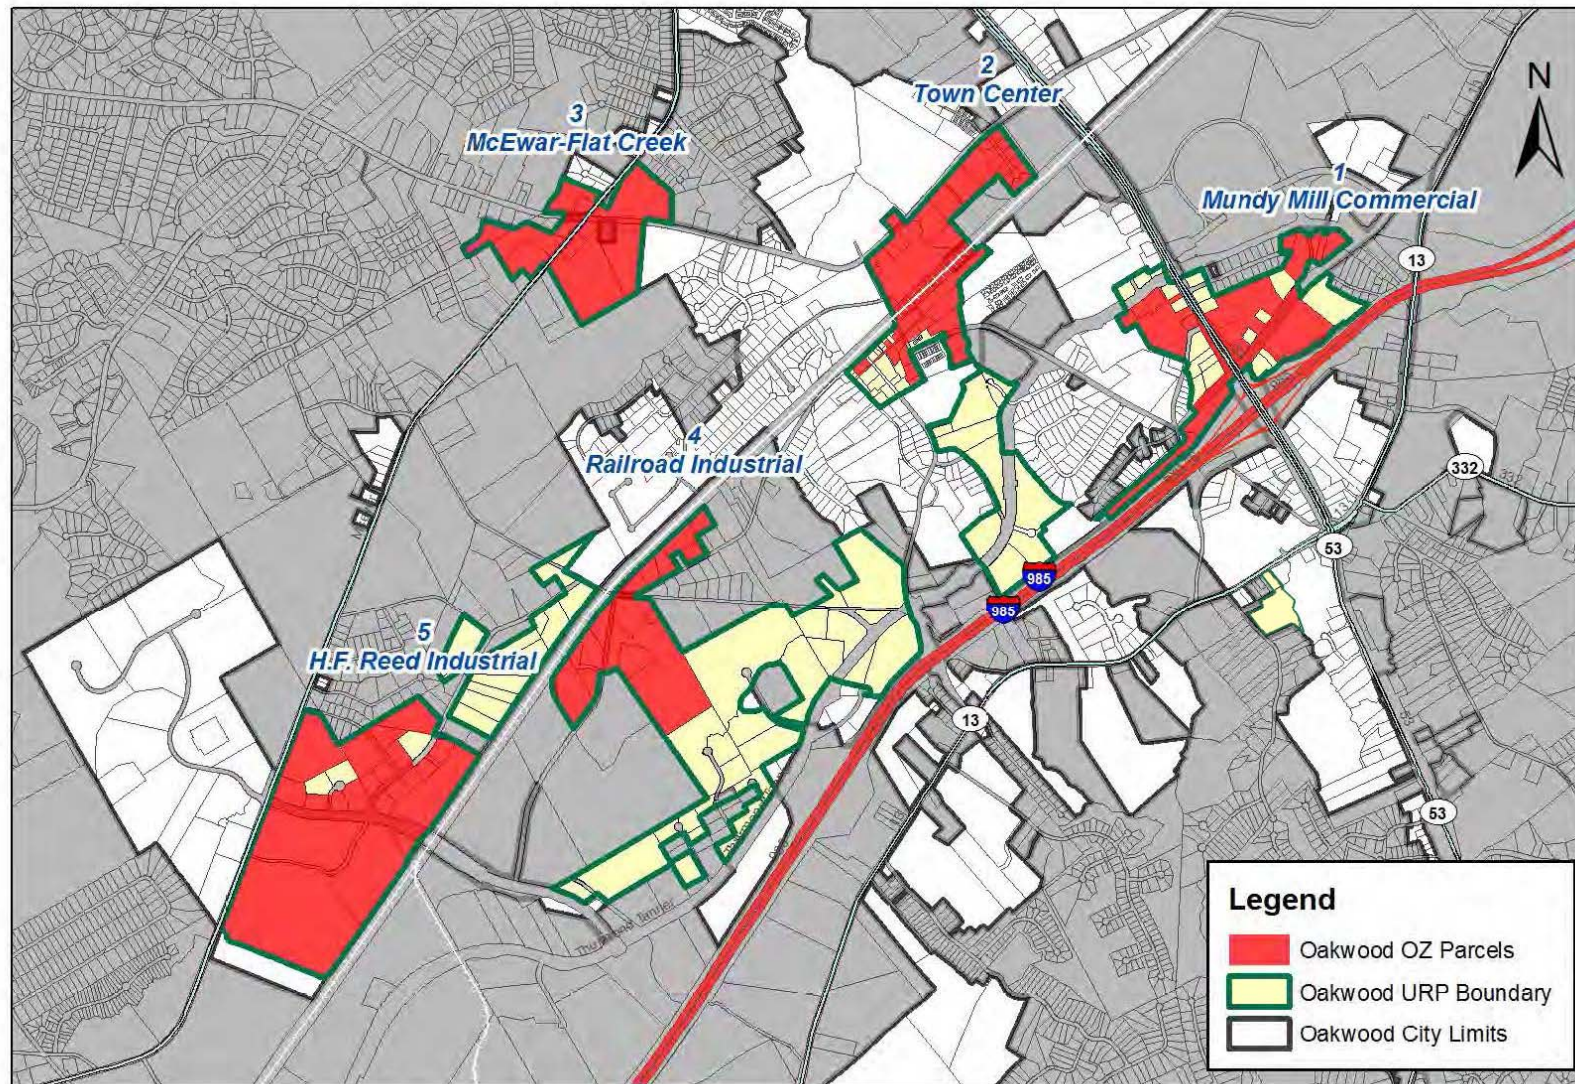 2
Town Center
N
3
McEwar-Flat Creek
1
Mundy Mill Commercial
13
4
Railroad Industrial
332
13
53
985
985
5
H.F. Reed Industrial
13
53
Legend
Oakwood OZ Parcels
Oakwood URP Boundary
Oakwood City Limits